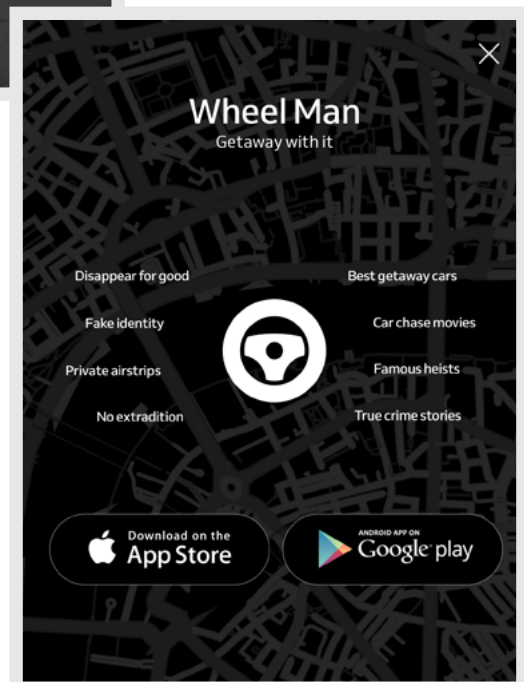 Wheel Man
Getaway with it
Disappear for good
Best getaway cars
Fake identity
Car chase movies
Private airstrips
Famous heists
No extradition
True crime stories
Download on the
App Store
ANDROID APP ON
Google play